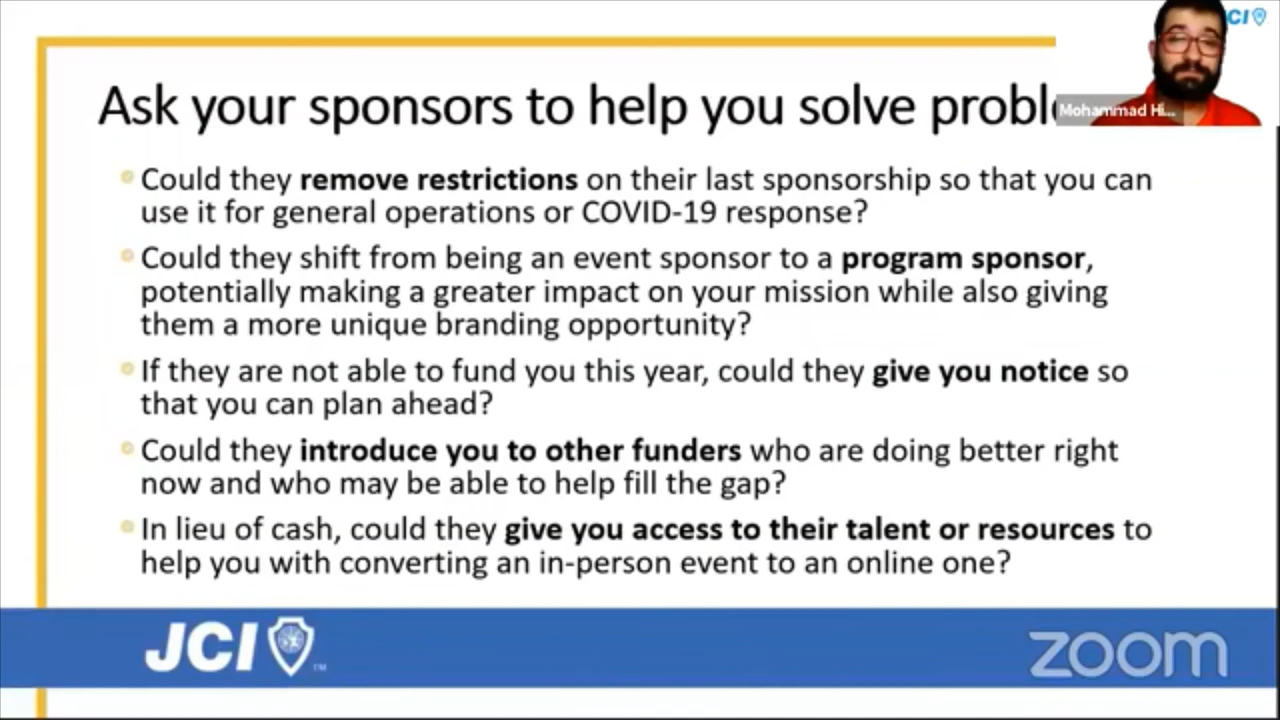 CI
Ask your sponsors to help you solve proble
Mohammad Hi...
Could they remove restrictions on their last sponsorship so that you can
use it for general operations or COVID-19 response?
Could they shift from being an event sponsor to a program sponsor,
potentially making a greater impact on your mission while also giving
them a more unique branding opportunity?
If they are not able to fund you this year, could they give you notice so
that you can plan ahead?
Could they introduce you to other funders who are doing better right
now and who may be able to help fill the gap?
In lieu of cash, could they give you access to their talent or resources to
help you with converting an in-person event to an online one?
JCI TM
zoom